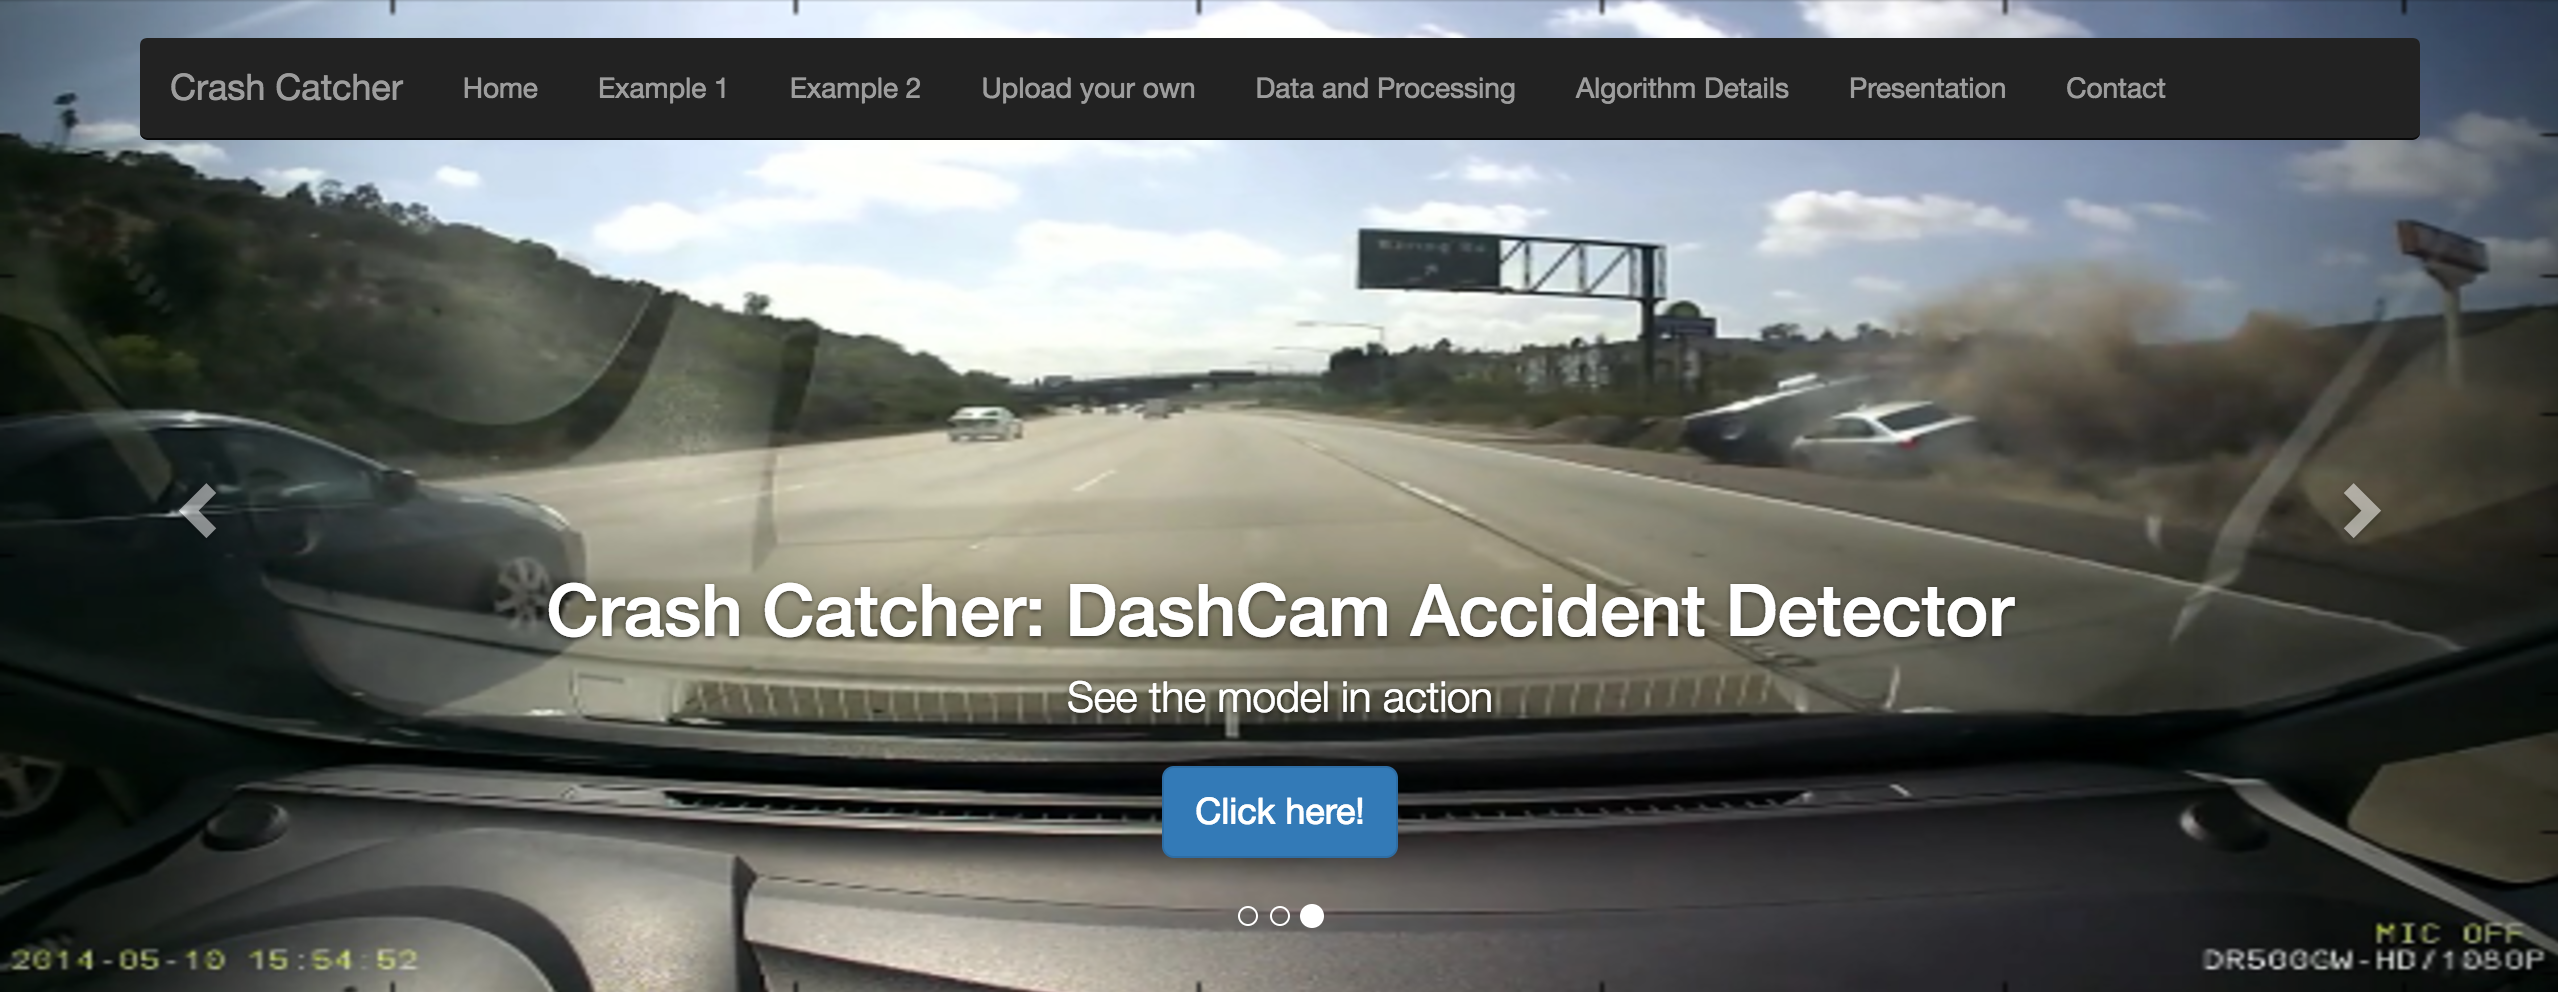 Crash Catcher Home Example 1 Example 2 Upload your own Data and Processing Algorithm Details Presentation Contact
Crash Catcher: DashCam Accident Detector
See the model in action
Click here!
MIC OFF
2014-05-10 15:54:52
DR500GW-HD/1080P